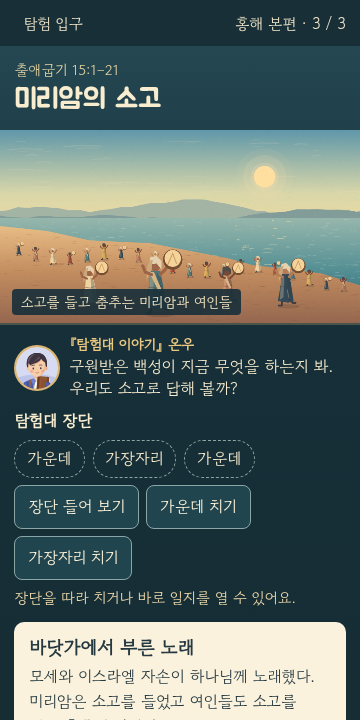 탐험 입구
홍해 본편 · 3 / 3
출애굽기 15:1–21
미리암의 소고
소고를 들고 춤추는 미리암과 여인들
『탐험대 이야기』 온우
구원받은 백성이 지금 무엇을 하는지 봐.
우리도 소고로 답해 볼까?
탐험대 장단
가운데
가장자리
가운데
장단 들어 보기
가운데 치기
가장자리 치기
장단을 따라 치거나 바로 일지를 열 수 있어요.
바닷가에서 부른 노래
모세와 이스라엘 자손이 하나님께 노래했다.
미리암은 소고를 들었고 여인들도 소고를